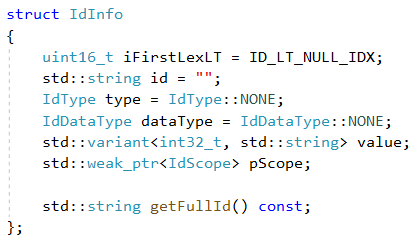 struct IdInfo
{
uint16_t iFirstLexLT = ID_LT_NULL_IDX;
std::string id = "";
IdType type = IdType::NONE;
IdDataType dataType = IdDataType::NONE;
std::variant<int32_t, std::string> value;
std::weak_ptr<IdScope> pScope;
std::string getFullId() const;
};